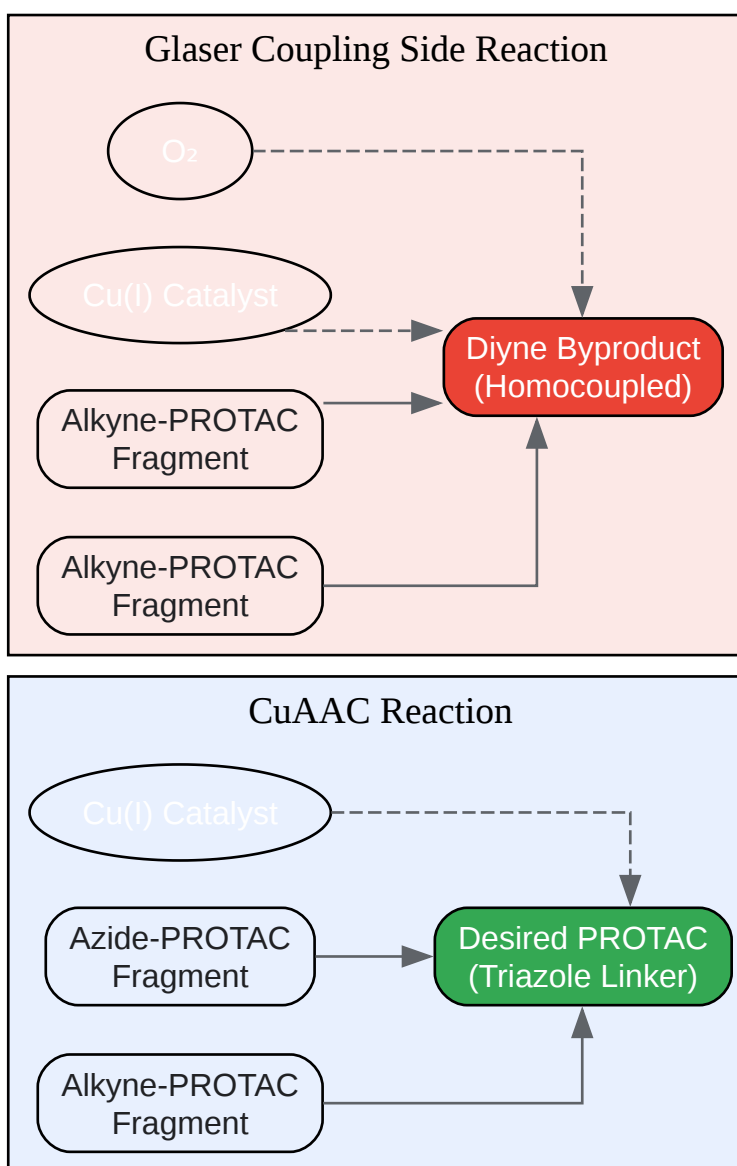 Glaser Coupling Side Reaction
O₂
Cu(I) Catalyst
Diyne Byproduct
(Homocoupled)
Alkyne-PROTAC
Fragment
Alkyne-PROTAC
Fragment
CuAAC Reaction
Cu(I) Catalyst
Azide-PROTAC
Fragment
Desired PROTAC
(Triazole Linker)
Alkyne-PROTAC
Fragment